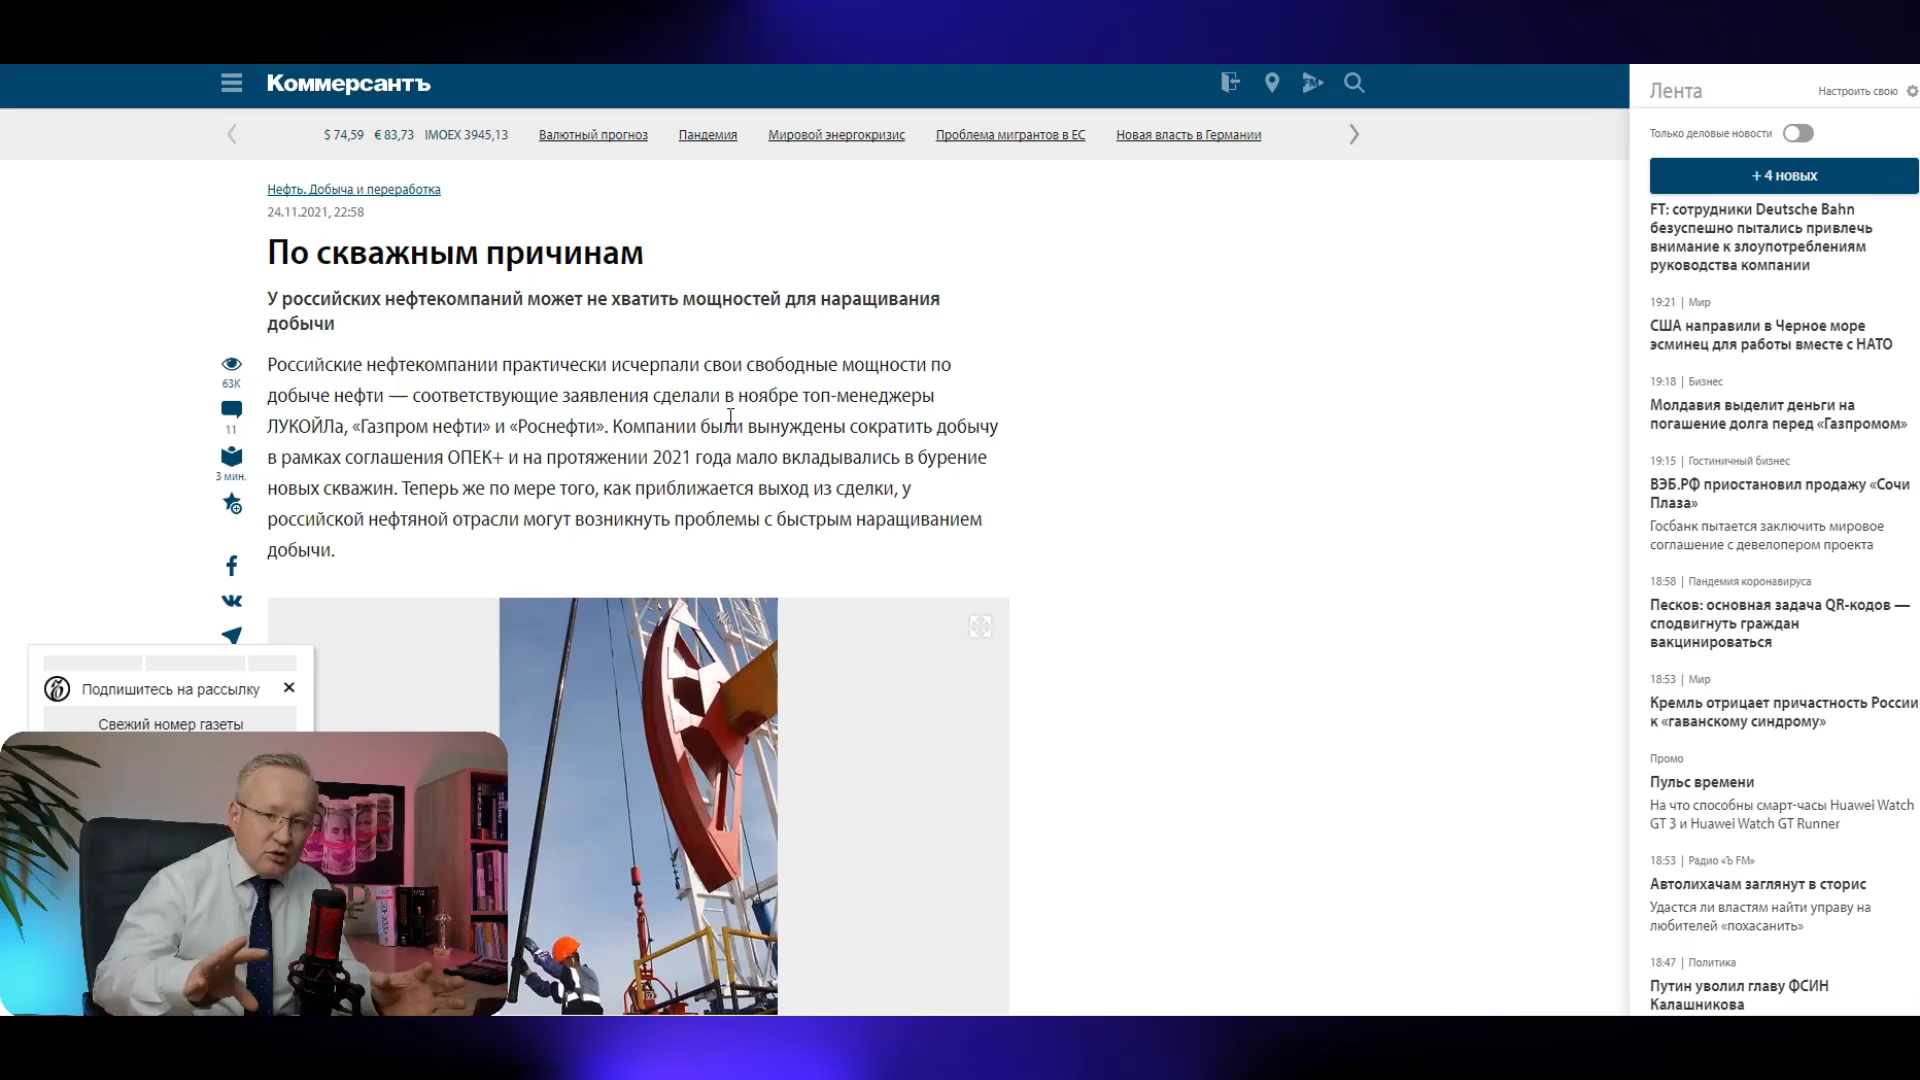 Коммерсантъ
$ 74,59 € 83,73 IMOEX 3945,13 Валютный прогноз Пандемия Мировой энергокризис Проблема мигрантов в ЕС Новая власть в Германии
Нефть. Добыча и переработка
24.11.2021, 22:58
По скважным причинам
У российских нефтекомпаний может не хватить мощностей для наращивания
добычи
Российские нефтекомпании практически исчерпали свои свободные мощности по
добыче нефти — соответствующие заявления сделали в ноябре топ-менеджеры
ЛУКОЙЛа, «Газпром нефти» и «Роснефти». Компании были вынуждены сократить добычу
в рамках соглашения ОПЕК+ и на протяжении 2021 года мало вкладывались в бурение
новых скважин. Теперь же по мере того, как приближается выход из сделки, у
российской нефтяной отрасли могут возникнуть проблемы с быстрым наращиванием
добычи.
63K
11
3 мин.
Подпишитесь на рассылку
Свежий номер газеты
Лента
Настроить свою
Только деловые новости
+ 4 новых
FT: сотрудники Deutsche Bahn
безуспешно пытались привлечь
внимание к злоупотреблениям
руководства компании
19:21 | Мир
США направили в Черное море
эсминец для работы вместе с НАТО
19:18 | Бизнес
Молдавия выделит деньги на
погашение долга перед «Газпромом»
19:15 | Гостиничный бизнес
ВЭБ.РФ приостановил продажу «Сочи
Плаза»
Госбанк пытается заключить мировое
соглашение с девелопером проекта
18:58 | Пандемия коронавируса
Песков: основная задача QR-кодов —
сподвигнуть граждан
вакцинироваться
18:53 | Мир
Кремль отрицает причастность России
к «гаванскому синдрому»
Промо
Пульс времени
На что способны смарт-часы Huawei Watch
GT 3 и Huawei Watch GT Runner
18:53 | Радио «Ъ FM»
Автолихачам заглянут в сторис
Удастся ли властям найти управу на
любителей «похасанить»
18:47 | Политика
Путин уволил главу ФСИН
Калашникова